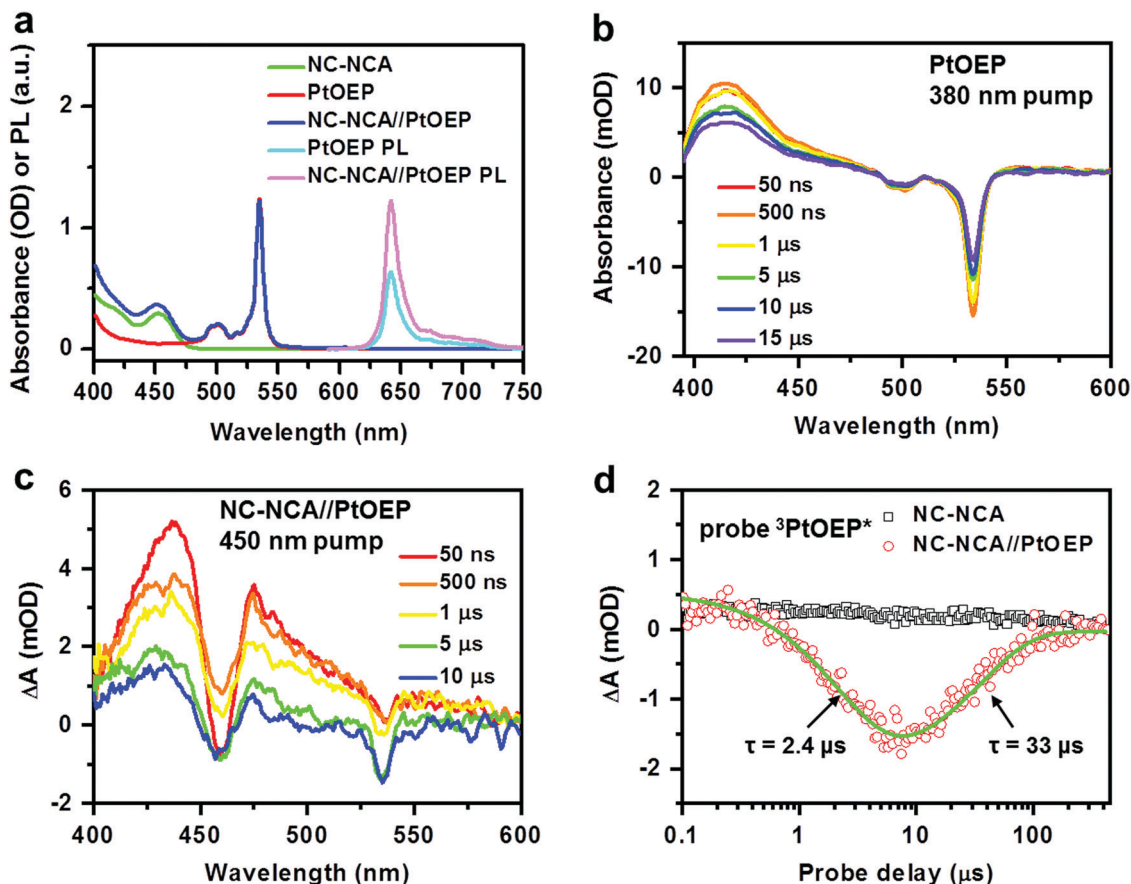 a
Absorbance (OD) or PL (a.u.)
2
1
0
NC-NCA
PtOEP
NC-NCA//PtOEP
PtOEP PL
NC-NCA//PtOEP PL
400 450 500 550 600 650 700 750
Wavelength (nm)
b
Absorbance (mOD)
10
0
-10
-20
PtOEP
380 nm pump
50 ns
500 ns
1 μs
5 μs
10 μs
15 μs
400 450 500 550 600
Wavelength (nm)
c
ΔA (mOD)
6
4
2
0
-2
NC-NCA//PtOEP
450 nm pump
50 ns
500 ns
1 μs
5 μs
10 μs
400 450 500 550 600
Wavelength (nm)
d
ΔA (mOD)
2
1
0
-1
-2
probe ³PtOEP*
NC-NCA
NC-NCA//PtOEP
τ = 2.4 μs
τ = 33 μs
0.1 1 10 100
Probe delay (μs)